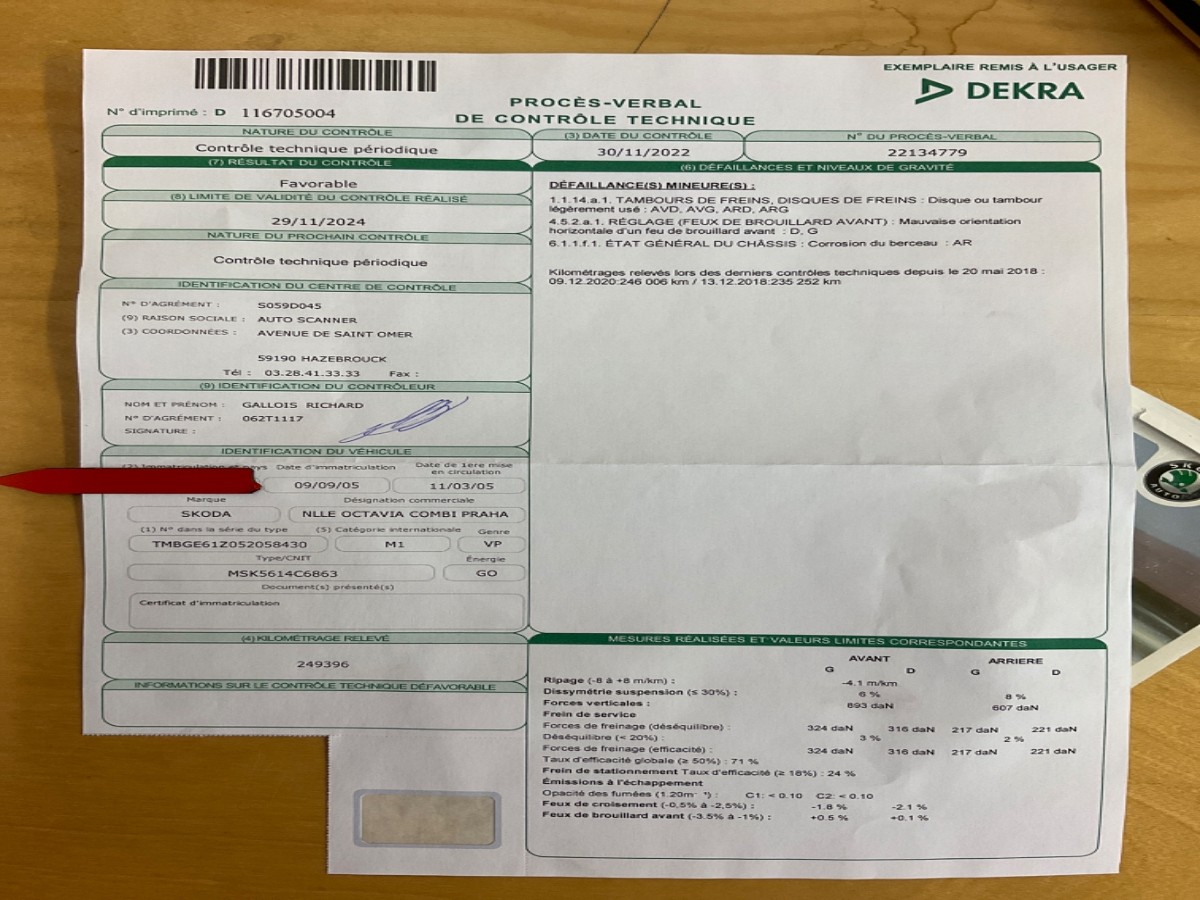 EXEMPLAIRE REMIS À L'USAGER
DEKRA
N° d'imprimé : D 116705004
PROCÈS-VERBAL
DE CONTRÔLE TECHNIQUE
NATURE DU CONTRÔLE
Contrôle technique périodique
(3) DATE DU CONTRÔLE
30/11/2022
N° DU PROCÈS-VERBAL
22134779
(7) RÉSULTAT DU CONTRÔLE
Favorable
(8) LIMITE DE VALIDITÉ DU CONTRÔLE RÉALISÉ
29/11/2024
NATURE DU PROCHAIN CONTRÔLE
Contrôle technique périodique
IDENTIFICATION DU CENTRE DE CONTRÔLE
N° D'AGRÉMENT : S059D045
(9) RAISON SOCIALE : AUTO SCANNER
(3) COORDONNÉES : AVENUE DE SAINT OMER
59190 HAZEBROUCK
Tél : 03.28.41.33.33 Fax :
(9) IDENTIFICATION DU CONTRÔLEUR
NOM ET PRÉNOM : GALLOIS RICHARD
N° D'AGRÉMENT : 062T1117
SIGNATURE :
IDENTIFICATION DU VÉHICULE
(2) Immatriculation et pays Date d'immatriculation Date de 1ère mise
en circulation
09/09/05 11/03/05
Marque Désignation commerciale
SKODA NLLE OCTAVIA COMBI PRAHA
(1) N° dans la série du type (5) Catégorie internationale Genre
TMBGE61Z052058430 M1 VP
Type/CNIT Énergie
MSK5614C6863 GO
Document(s) présenté(s)
Certificat d'immatriculation
(4) KILOMÉTRAGE RELEVÉ
249396
INFORMATIONS SUR LE CONTRÔLE TECHNIQUE DÉFAVORABLE
(6) DÉFAILLANCES ET NIVEAUX DE GRAVITÉ
DÉFAILLANCE(S) MINEURE(S) :
1.1.14.a.1. TAMBOURS DE FREINS, DISQUES DE FREINS : Disque ou tambour
légèrement usé : AVD, AVG, ARD, ARG
4.5.2.a.1. RÉGLAGE (FEUX DE BROUILLARD AVANT) : Mauvaise orientation
horizontale d'un feu de brouillard avant : D, G
6.1.1.f.1. ÉTAT GÉNÉRAL DU CHÂSSIS : Corrosion du berceau : AR
Kilométrages relevés lors des derniers contrôles techniques depuis le 20 mai 2018 :
09.12.2020:246 006 km / 13.12.2018:235 252 km
MESURES RÉALISÉES ET VALEURS LIMITES CORRESPONDANTES
AVANT ARRIERE
G D G D
Ripage (-8 à +8 m/km) : -4.1 m/km
Dissymétrie suspension (≤ 30%) : 6 % 8 %
Forces verticales : 893 daN 607 daN
Frein de service
Forces de freinage (déséquilibre) : 324 daN 316 daN 217 daN 221 daN
Déséquilibre (< 20%) : 3 % 2 %
Forces de freinage (efficacité) : 324 daN 316 daN 217 daN 221 daN
Taux d'efficacité globale (≥ 50%) : 71 %
Frein de stationnement Taux d'efficacité (≥ 18%) : 24 %
Émissions à l'échappement
Opacité des fumées (1.20m⁻¹) : C1: < 0.10 C2: < 0.10
Feux de croisement (-0,5% à -2,5%) : -1.8 % -2.1 %
Feux de brouillard avant (-3.5% à -1%) : +0.5 % +0.1 %